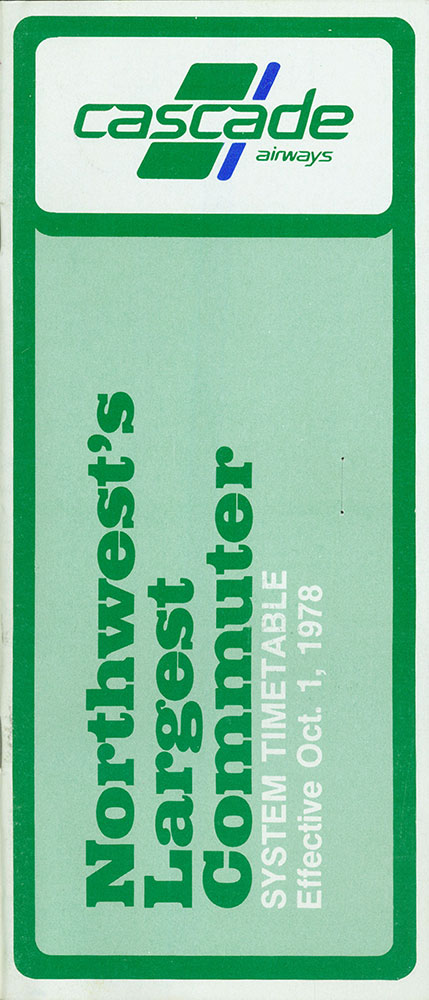 cascade
airways
Northwest's
Largest
Commuter
SYSTEM TIMETABLE
Effective Oct. 1, 1978